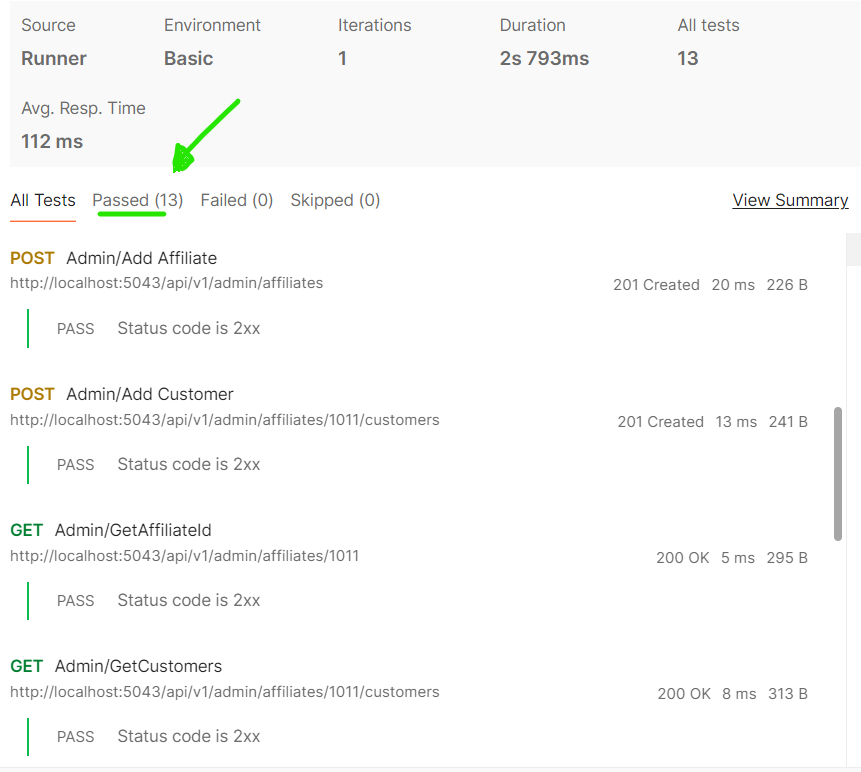 Source Environment Iterations Duration All tests
Runner Basic 1 2s 793ms 13
Avg. Resp. Time
112 ms
All Tests Passed (13) Failed (0) Skipped (0) View Summary
POST Admin/Add Affiliate
http://localhost:5043/api/v1/admin/affiliates 201 Created 20 ms 226 B
PASS Status code is 2xx
POST Admin/Add Customer
http://localhost:5043/api/v1/admin/affiliates/1011/customers 201 Created 13 ms 241 B
PASS Status code is 2xx
GET Admin/GetAffiliateId
http://localhost:5043/api/v1/admin/affiliates/1011 200 OK 5 ms 295 B
PASS Status code is 2xx
GET Admin/GetCustomers
http://localhost:5043/api/v1/admin/affiliates/1011/customers 200 OK 8 ms 313 B
PASS Status code is 2xx